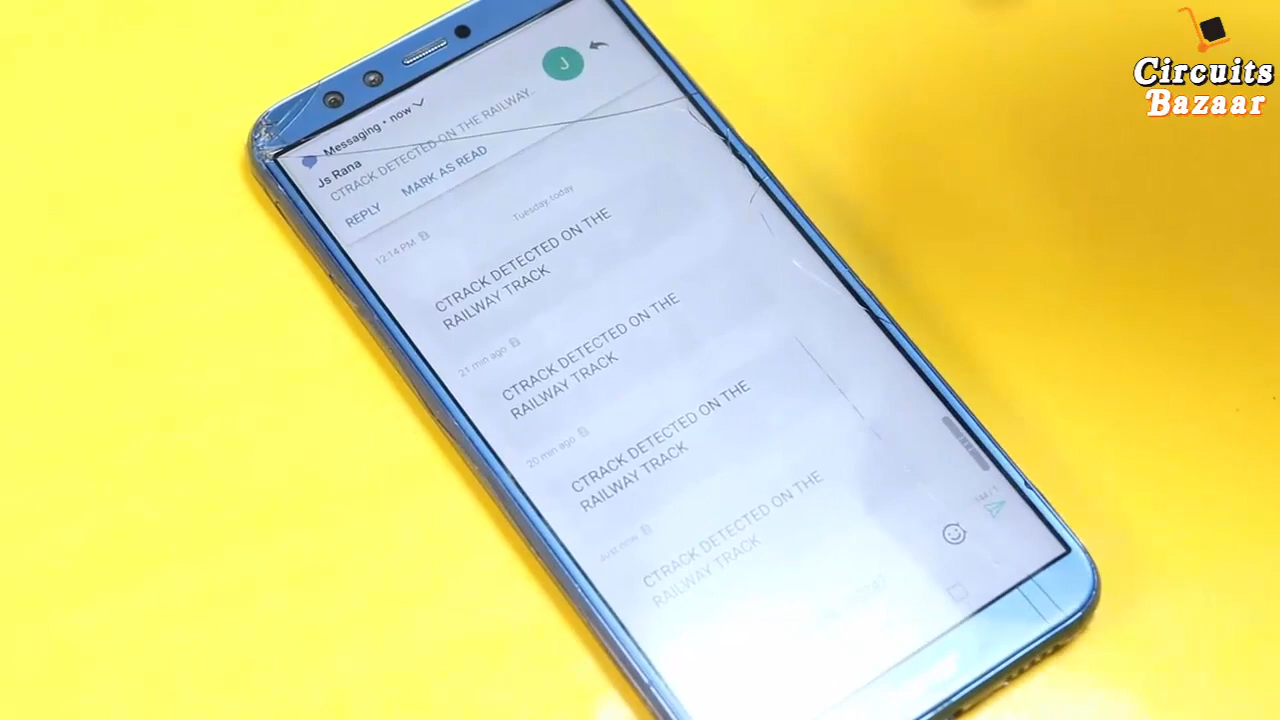 Circuits
Bazaar
J
Messaging • now
Js Rana
CTRACK DETECTED ON THE RAILWAY...
REPLY
MARK AS READ
Tuesday.today
12:14 PM
CTRACK DETECTED ON THE
RAILWAY TRACK
21 min ago
CTRACK DETECTED ON THE
RAILWAY TRACK
20 min ago
CTRACK DETECTED ON THE
RAILWAY TRACK
Just now
CTRACK DETECTED ON THE
RAILWAY TRACK
144/1